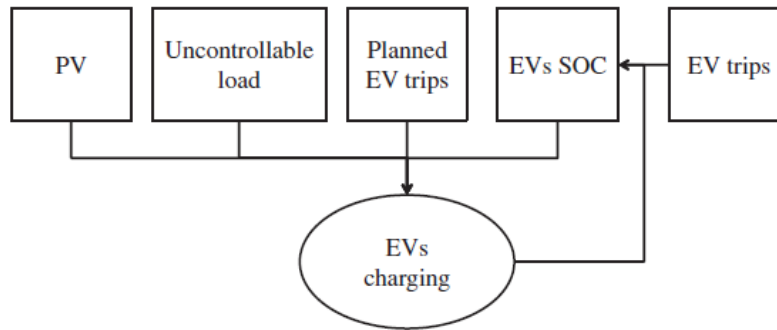 PV
Uncontrollable
load
Planned
EV trips
EVs SOC
EV trips
EVs
charging